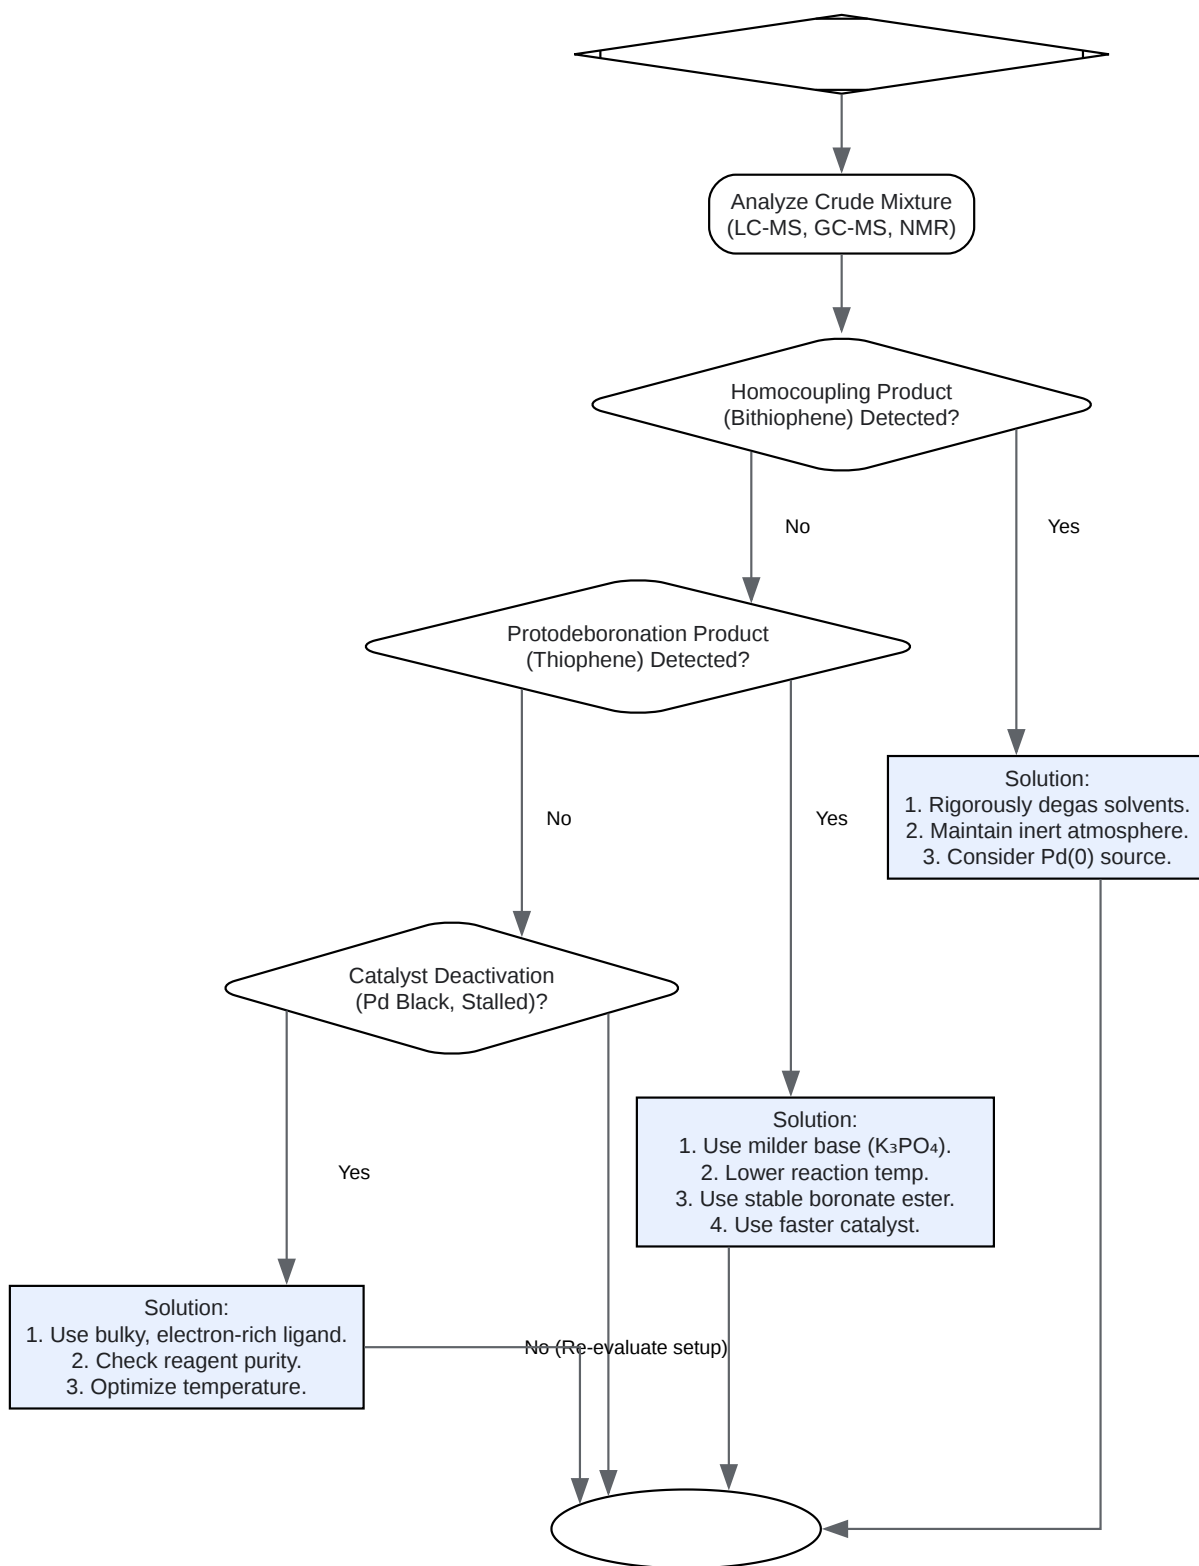 Analyze Crude Mixture
(LC-MS, GC-MS, NMR)
Homocoupling Product
(Bithiophene) Detected?
No
Yes
Protodeboronation Product
(Thiophene) Detected?
Solution:
1. Rigorously degas solvents.
2. Maintain inert atmosphere.
3. Consider Pd(0) source.
No
Yes
Catalyst Deactivation
(Pd Black, Stalled)?
Solution:
1. Use milder base (K₃PO₄).
2. Lower reaction temp.
3. Use stable boronate ester.
4. Use faster catalyst.
Yes
Solution:
1. Use bulky, electron-rich ligand.
2. Check reagent purity.
3. Optimize temperature.
No (Re-evaluate setup)